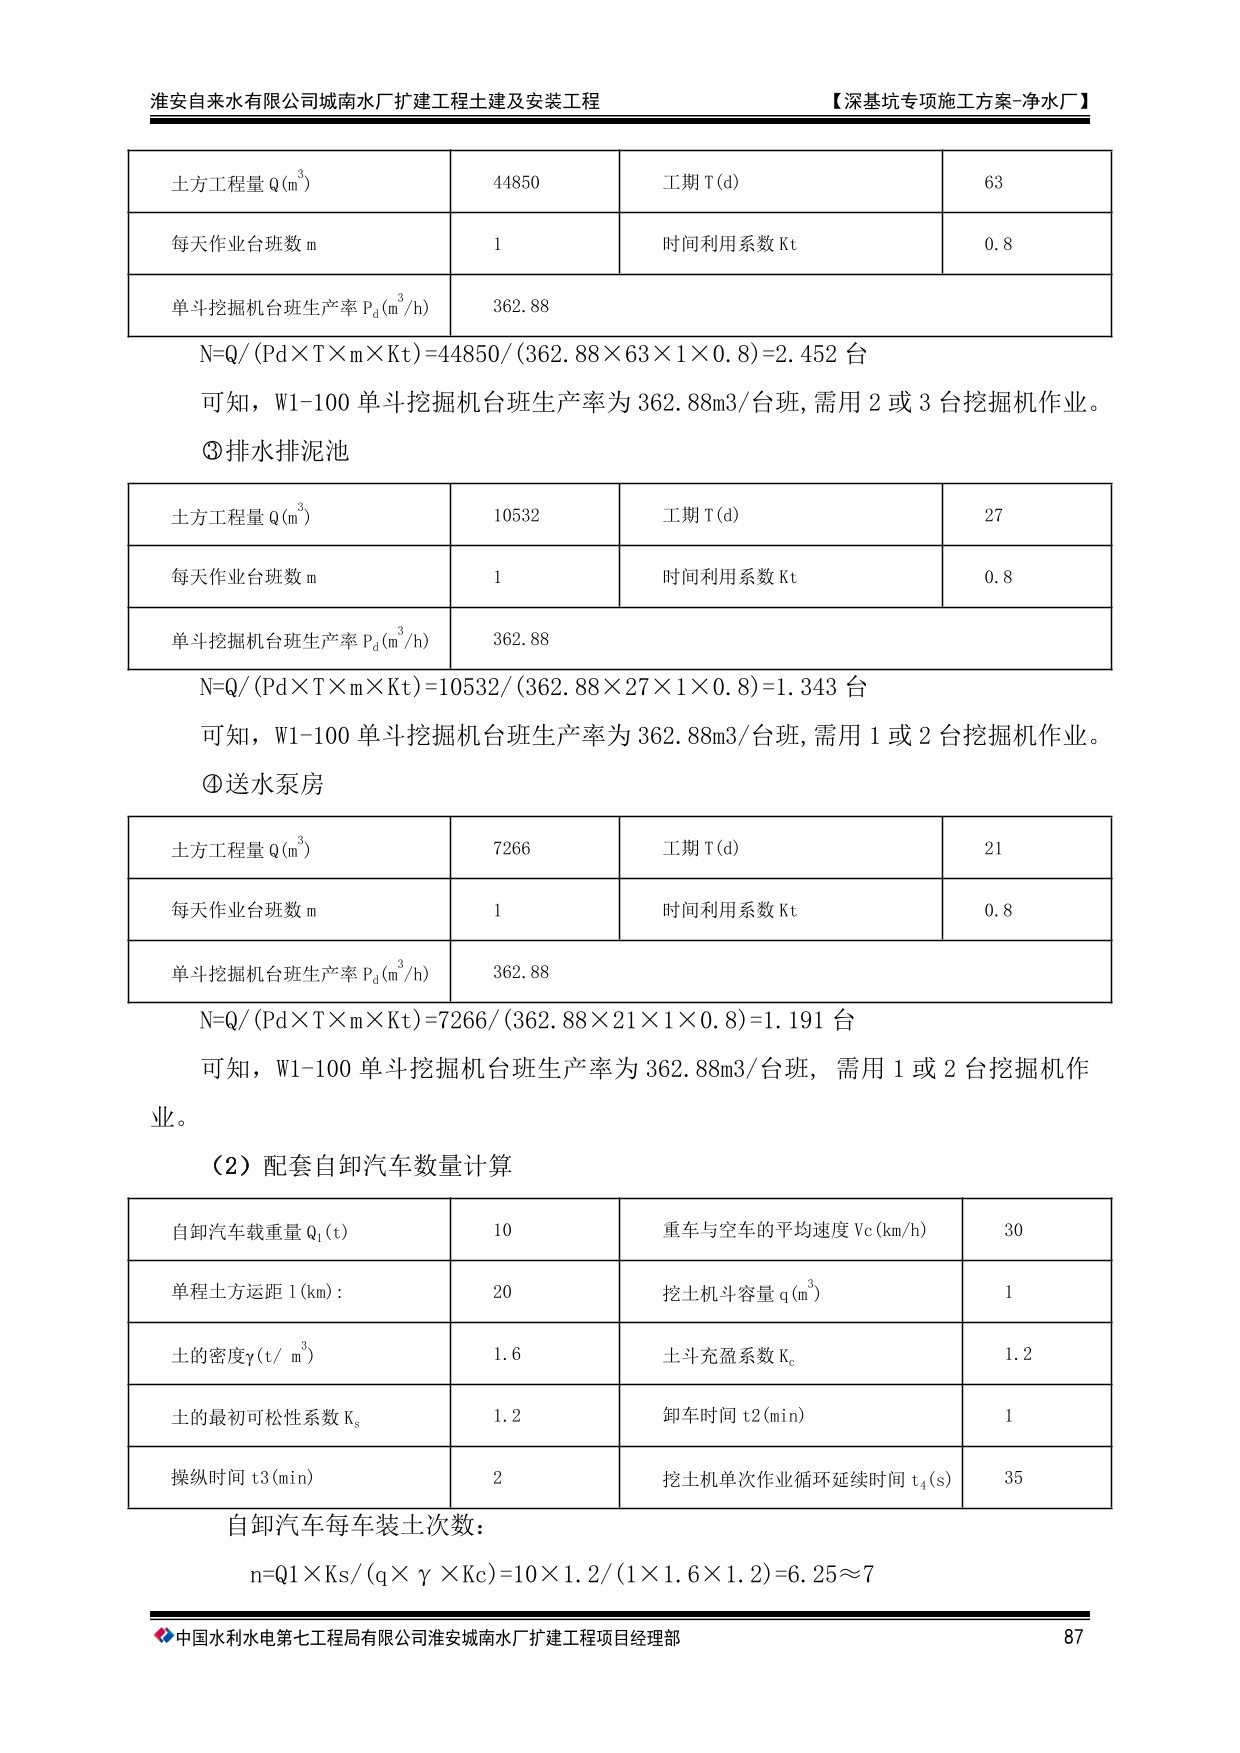 淮安自来水有限公司城南水厂扩建工程土建及安装工程 【深基坑专项施工方案-净水厂】
土方工程量 Q(m³) 44850 工期 T(d) 63
每天作业台班数 m 1 时间利用系数 Kt 0.8
单斗挖掘机台班生产率 Pd(m³/h) 362.88
N=Q/(Pd×T×m×Kt)=44850/(362.88×63×1×0.8)=2.452 台
可知，W1-100 单斗挖掘机台班生产率为 362.88m3/台班,需用 2 或 3 台挖掘机作业。
③排水排泥池
土方工程量 Q(m³) 10532 工期 T(d) 27
每天作业台班数 m 1 时间利用系数 Kt 0.8
单斗挖掘机台班生产率 Pd(m³/h) 362.88
N=Q/(Pd×T×m×Kt)=10532/(362.88×27×1×0.8)=1.343 台
可知，W1-100 单斗挖掘机台班生产率为 362.88m3/台班,需用 1 或 2 台挖掘机作业。
④送水泵房
土方工程量 Q(m³) 7266 工期 T(d) 21
每天作业台班数 m 1 时间利用系数 Kt 0.8
单斗挖掘机台班生产率 Pd(m³/h) 362.88
N=Q/(Pd×T×m×Kt)=7266/(362.88×21×1×0.8)=1.191 台
可知，W1-100 单斗挖掘机台班生产率为 362.88m3/台班, 需用 1 或 2 台挖掘机作
业。
（2）配套自卸汽车数量计算
自卸汽车载重量 Q₁(t) 10 重车与空车的平均速度 Vc(km/h) 30
单程土方运距 l(km): 20 挖土机斗容量 q(m³) 1
土的密度γ(t/ m³) 1.6 土斗充盈系数 Kc 1.2
土的最初可松性系数 Ks 1.2 卸车时间 t2(min) 1
操纵时间 t3(min) 2 挖土机单次作业循环延续时间 t₄(s) 35
自卸汽车每车装土次数：
n=Q1×Ks/(q×γ×Kc)=10×1.2/(1×1.6×1.2)=6.25≈7
中国水利水电第七工程局有限公司淮安城南水厂扩建工程项目经理部 87